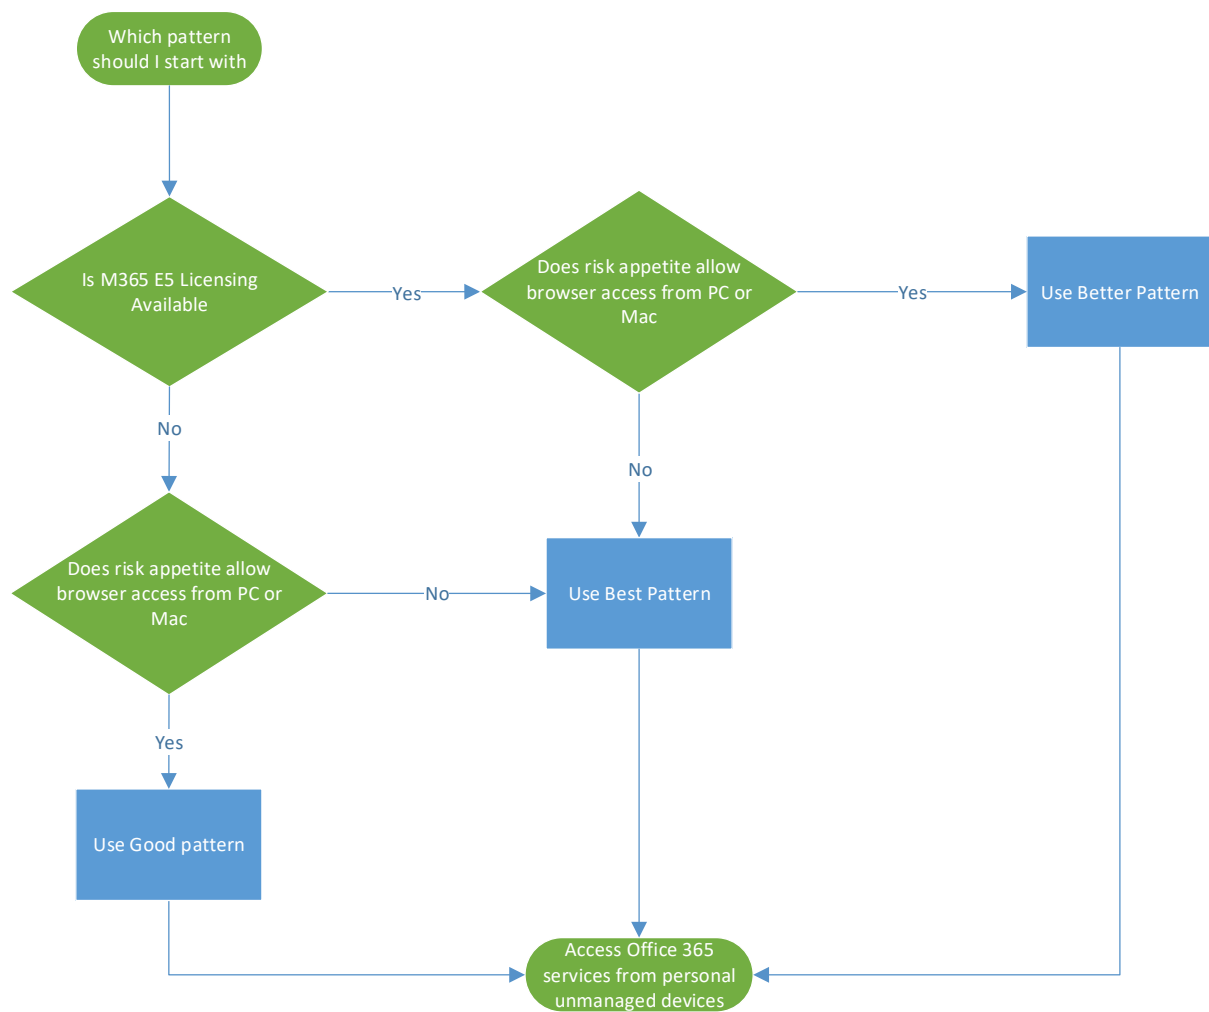 Which pattern
should I start with
Is M365 E5 Licensing
Available
Yes
Does risk appetite allow
browser access from PC or
Mac
Yes
Use Better Pattern
No
No
Does risk appetite allow
browser access from PC or
Mac
No
Use Best Pattern
Yes
Use Good pattern
Access Office 365
services from personal
unmanaged devices